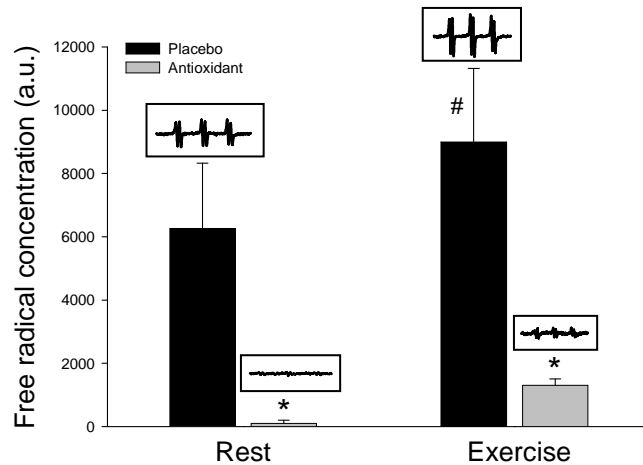 Free radical concentration (a.u.)
12000
10000
8000
6000
4000
2000
0
Placebo
Antioxidant
#
*
*
Rest
Exercise